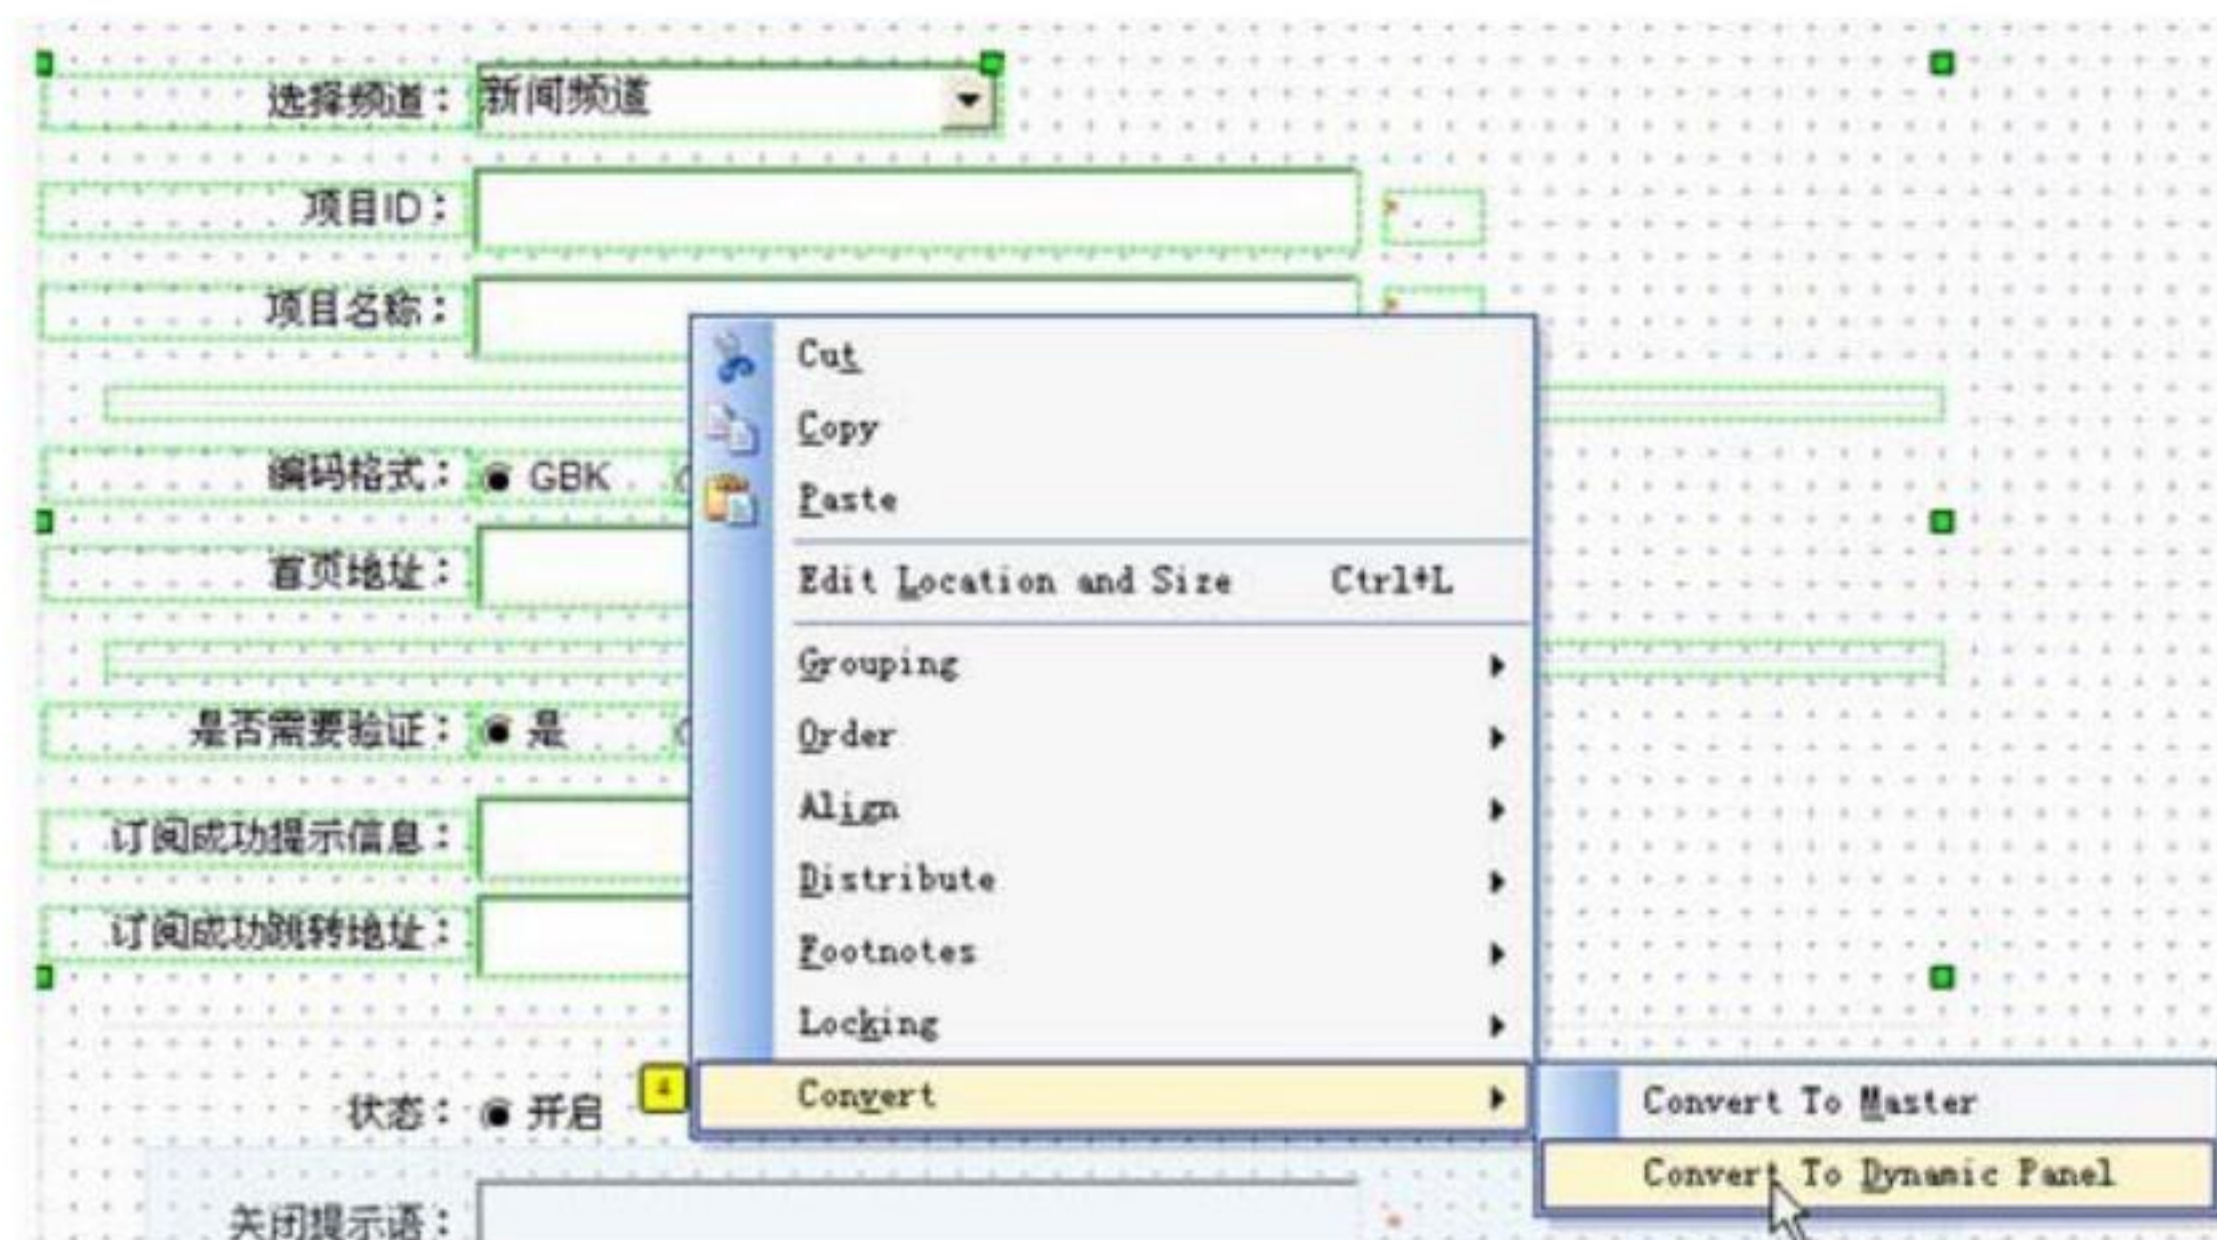 选择频道： 新闻频道
项目ID：
项目名称：
Cut
Copy
编码格式： GBK
Paste
首页地址：
Edit Location and Size Ctrl+L
Grouping
是否需要验证： 是
Order
Align
订阅成功提示信息：
Distribute
订阅成功跳转地址：
Footnotes
Locking
状态： 开启
4
Convert
Convert To Master
Convert To Dynamic Panel
关闭提示语：